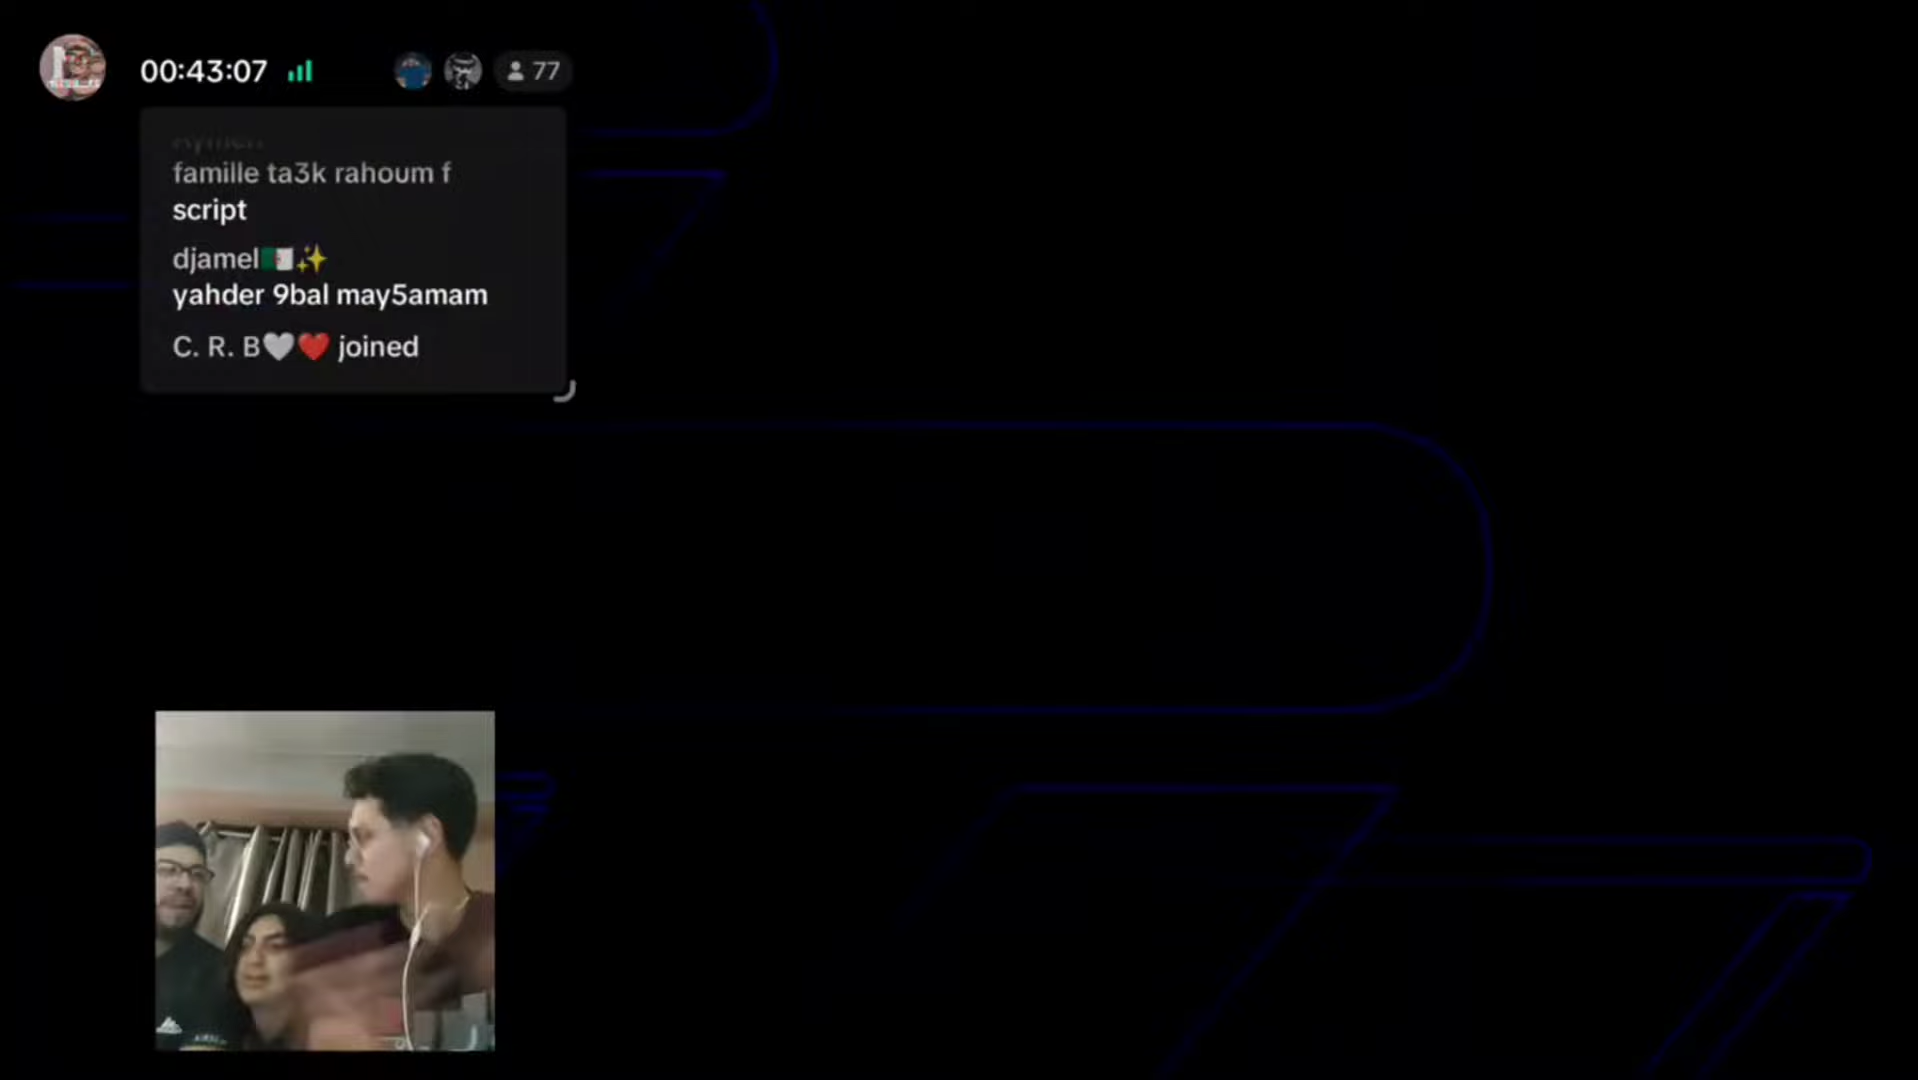 00:43:07
77
famille ta3k rahoum f
script
djamel🇩🇿✨
yahder 9bal may5amam
C. R. B🤍❤️ joined